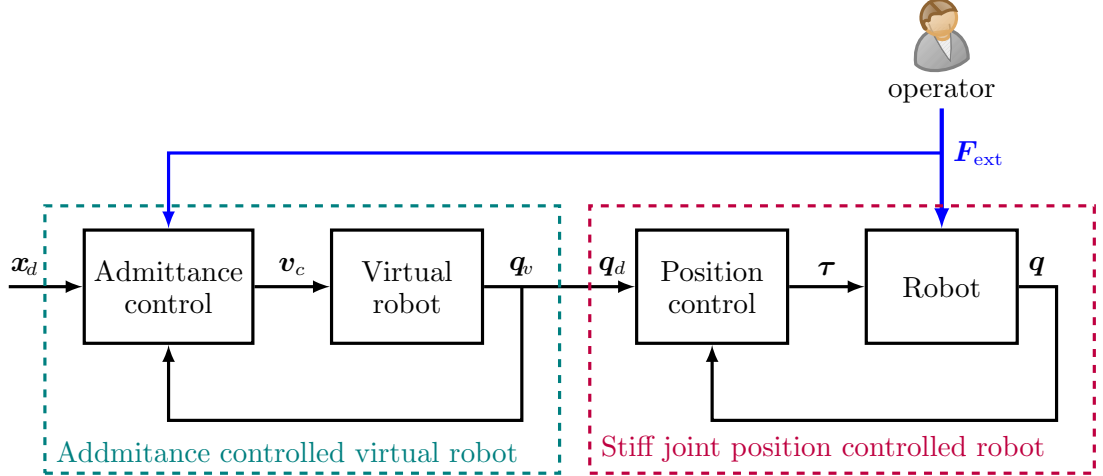 operator
F_ext
x_d
Admittance
control
v_c
Virtual
robot
q_v
q_d
Position
control
τ
Robot
q
Addmitance controlled virtual robot
Stiff joint position controlled robot